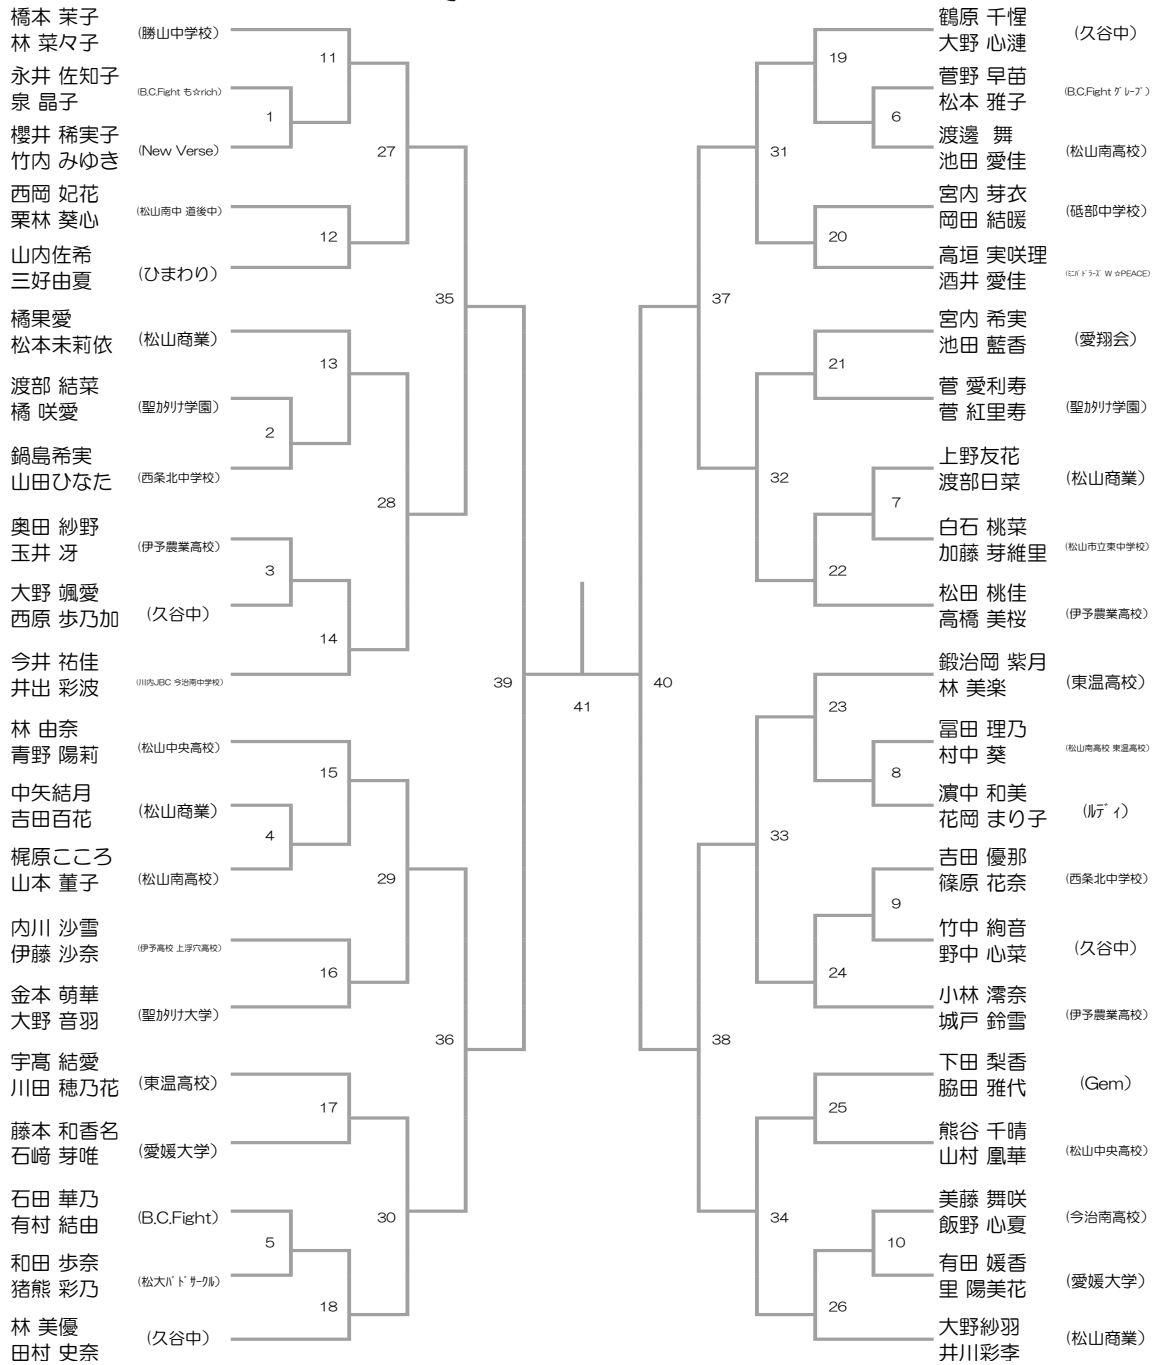 橋本 茉子
林 菜々子
(勝山中学校)
永井 佐知子
泉 晶子
(B.C.Fight も☆rich)
櫻井 稀実子
竹内 みゆき
(New Verse)
西岡 妃花
栗林 葵心
(松山南中 道後中)
山内佐希
三好由夏
(ひまわり)
橘果愛
松本未莉依
(松山商業)
渡部 結菜
橘 咲愛
(聖カタリナ学園)
鍋島希実
山田ひなた
(西条北中学校)
奥田 紗野
玉井 冴
(伊予農業高校)
大野 颯愛
西原 歩乃加
(久谷中)
今井 祐佳
井出 彩波
(川内JBC 今治南中学校)
林 由奈
青野 陽莉
(松山中央高校)
中矢結月
吉田百花
(松山商業)
梶原こころ
山本 菫子
(松山南高校)
内川 沙雪
伊藤 沙奈
(伊予高校 上浮穴高校)
金本 萌華
大野 音羽
(聖カタリナ大学)
宇髙 結愛
川田 穂乃花
(東温高校)
藤本 和香名
石﨑 芽唯
(愛媛大学)
石田 華乃
有村 結由
(B.C.Fight)
和田 歩奈
猪熊 彩乃
(松大バドサークル)
林 美優
田村 史奈
(久谷中)
11
1
27
12
35
13
2
28
3
14
39
15
4
29
16
36
17
30
5
18
41
40
19
6
31
20
37
21
32
7
22
23
8
33
9
24
38
25
34
10
26
鶴原 千惺
大野 心漣
(久谷中)
菅野 早苗
松本 雅子
(B.C.Fight グレープ)
渡邊 舞
池田 愛佳
(松山南高校)
宮内 芽衣
岡田 結暖
(砥部中学校)
高垣 実咲理
酒井 愛佳
(ミニバドラーズ W☆PEACE)
宮内 希実
池田 藍香
(愛翔会)
菅 愛利寿
菅 紅里寿
(聖カタリナ学園)
上野友花
渡部日菜
(松山商業)
白石 桃菜
加藤 芽維里
(松山市立東中学校)
松田 桃佳
高橋 美桜
(伊予農業高校)
鍛治岡 紫月
林 美楽
(東温高校)
冨田 理乃
村中 葵
(松山南高校 東温高校)
濵中 和美
花岡 まり子
(ルディ)
吉田 優那
篠原 花奈
(西条北中学校)
竹中 絢音
野中 心菜
(久谷中)
小林 澪奈
城戸 鈴雪
(伊予農業高校)
下田 梨香
脇田 雅代
(Gem)
熊谷 千晴
山村 凰華
(松山中央高校)
美藤 舞咲
飯野 心夏
(今治南高校)
有田 媛香
里 陽美花
(愛媛大学)
大野紗羽
井川彩李
(松山商業)